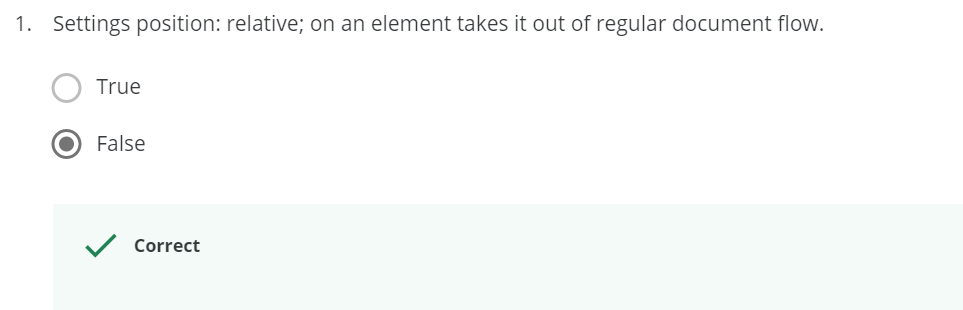 1. Settings position: relative; on an element takes it out of regular document flow.
True
False
Correct